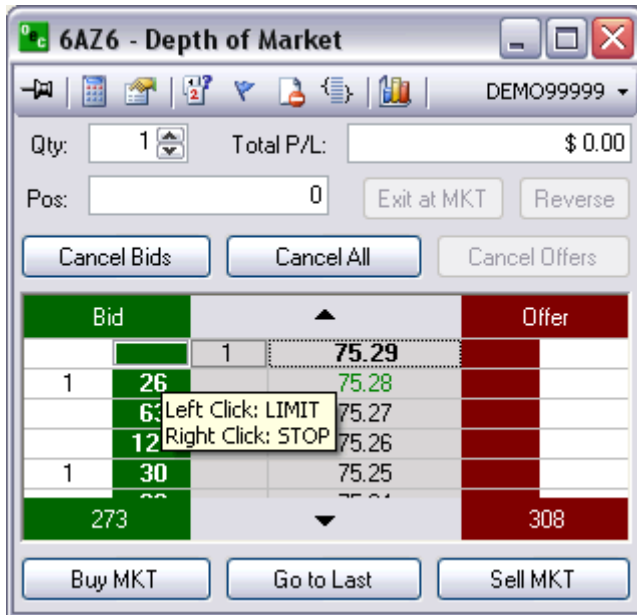 Oec 6AZ6 - Depth of Market
DEMO99999
Qty: 1 Total P/L: $ 0.00
Pos: 0 Exit at MKT Reverse
Cancel Bids Cancel All Cancel Offers
Bid Offer
1 75.29
1 26 75.28
Left Click: LIMIT 75.27
Right Click: STOP 75.26
1 30 75.25
273 308
Buy MKT Go to Last Sell MKT